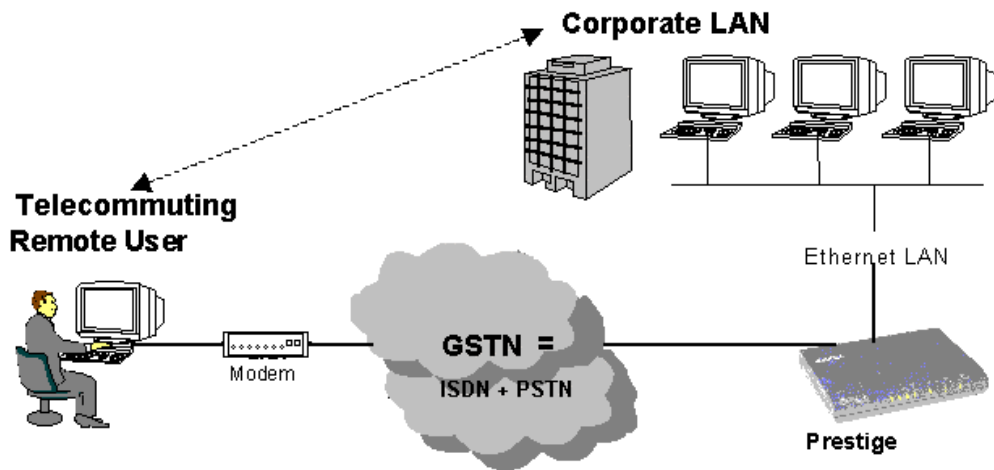 Corporate LAN
Telecommuting
Remote User
Ethernet LAN
Modem
GSTN =
ISDN + PSTN
Prestige